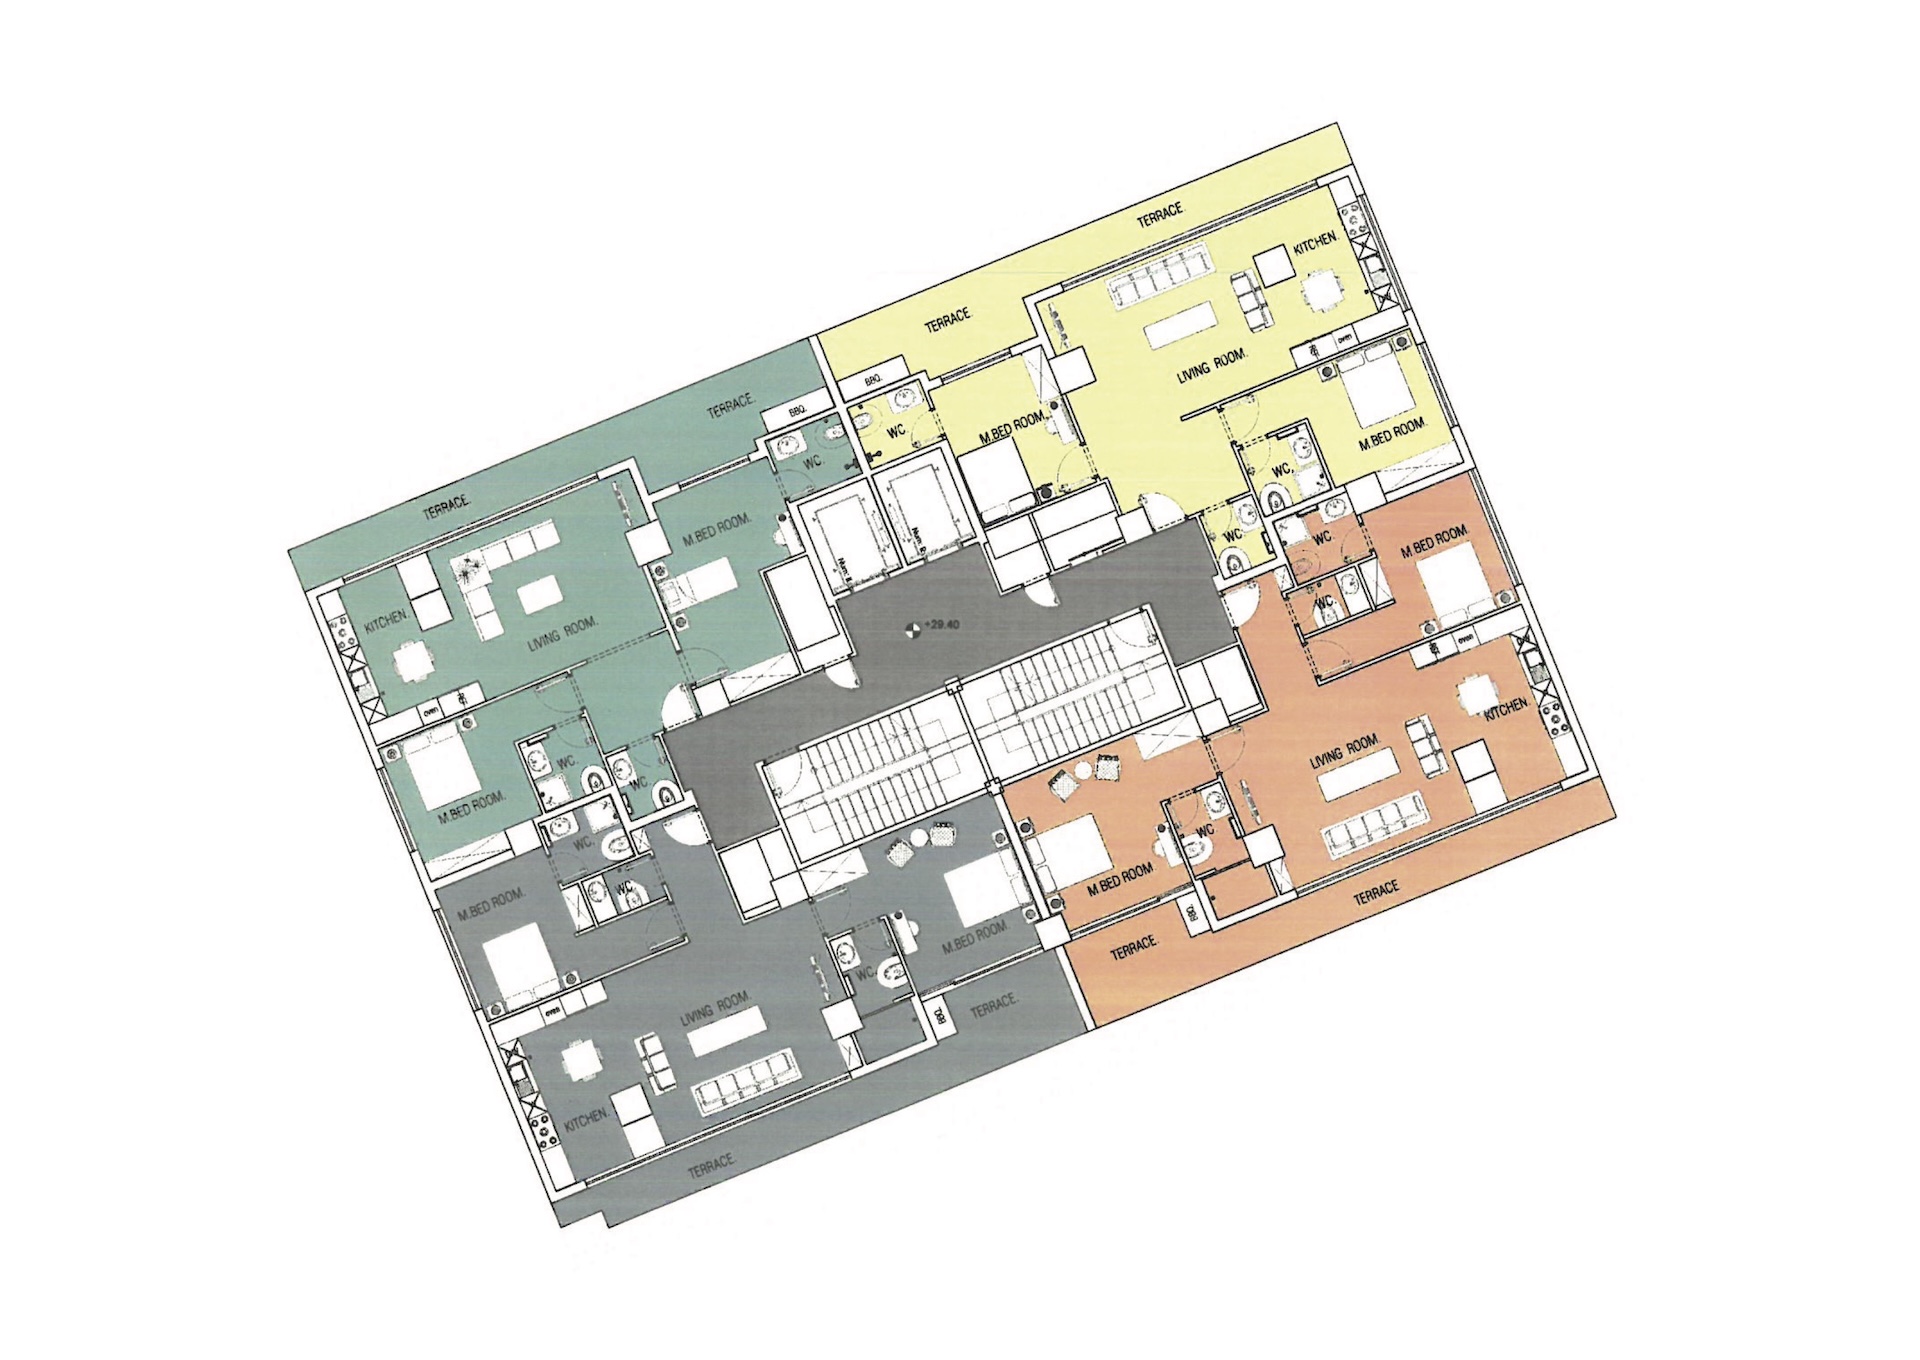 TERRACE.
KITCHEN.
TERRACE.
LIVING ROOM.
oven
BBQ.
M.BED ROOM.
WC.
M.BED ROOM.
WC.
WC.
TERRACE.
BBQ.
TERRACE.
WC.
M.BED ROOM.
KITCHEN.
LIVING ROOM.
oven
M.BED ROOM.
WC.
WC.
+29.40
WC.
M.BED ROOM.
WC.
oven
KITCHEN.
LIVING ROOM.
WC.
M.BED ROOM
BBQ.
TERRACE
TERRACE.
WC.
M.BED ROOM.
WC.
oven
LIVING ROOM.
KITCHEN.
WC.
M.BED ROOM.
BBQ.
TERRACE.
TERRACE.